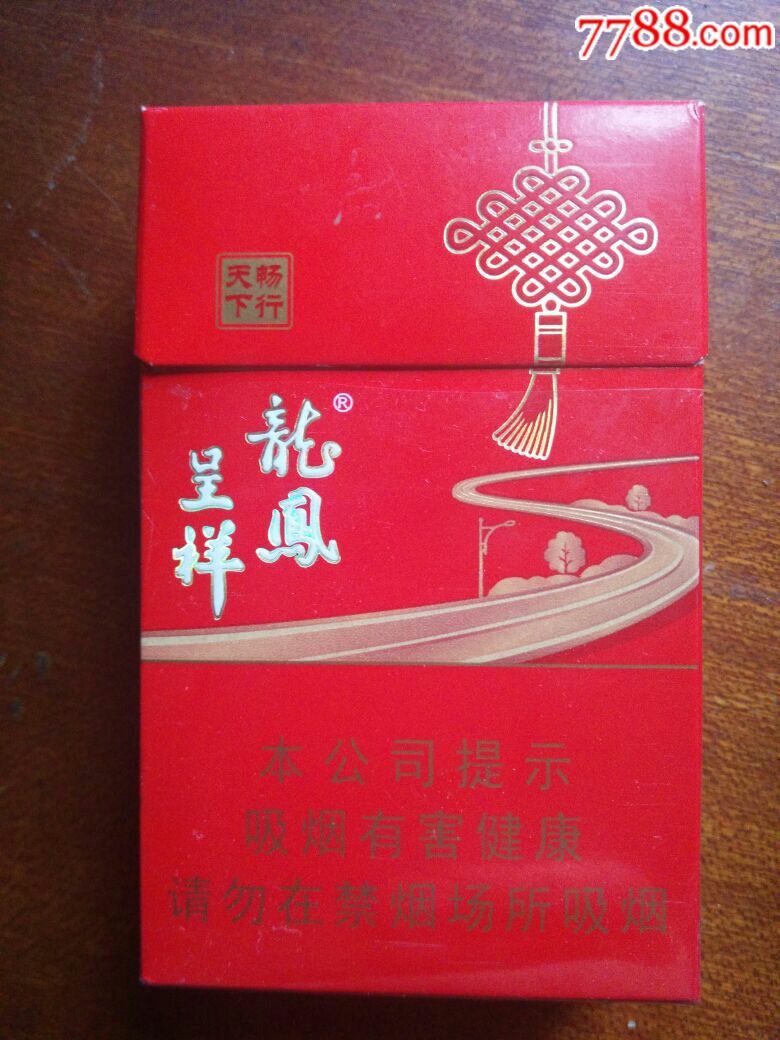 7788.com
畅行
天下
龍鳳®
呈祥
本公司提示
吸烟有害健康
请勿在禁烟场所吸烟